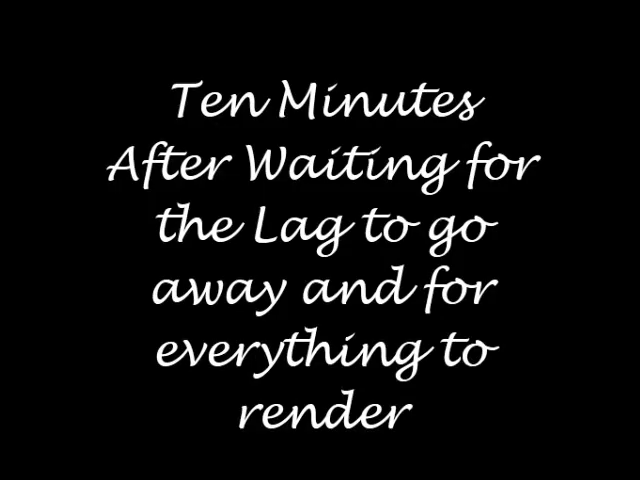 Ten Minutes
After Waiting for
the Lag to go
away and for
everything to
render